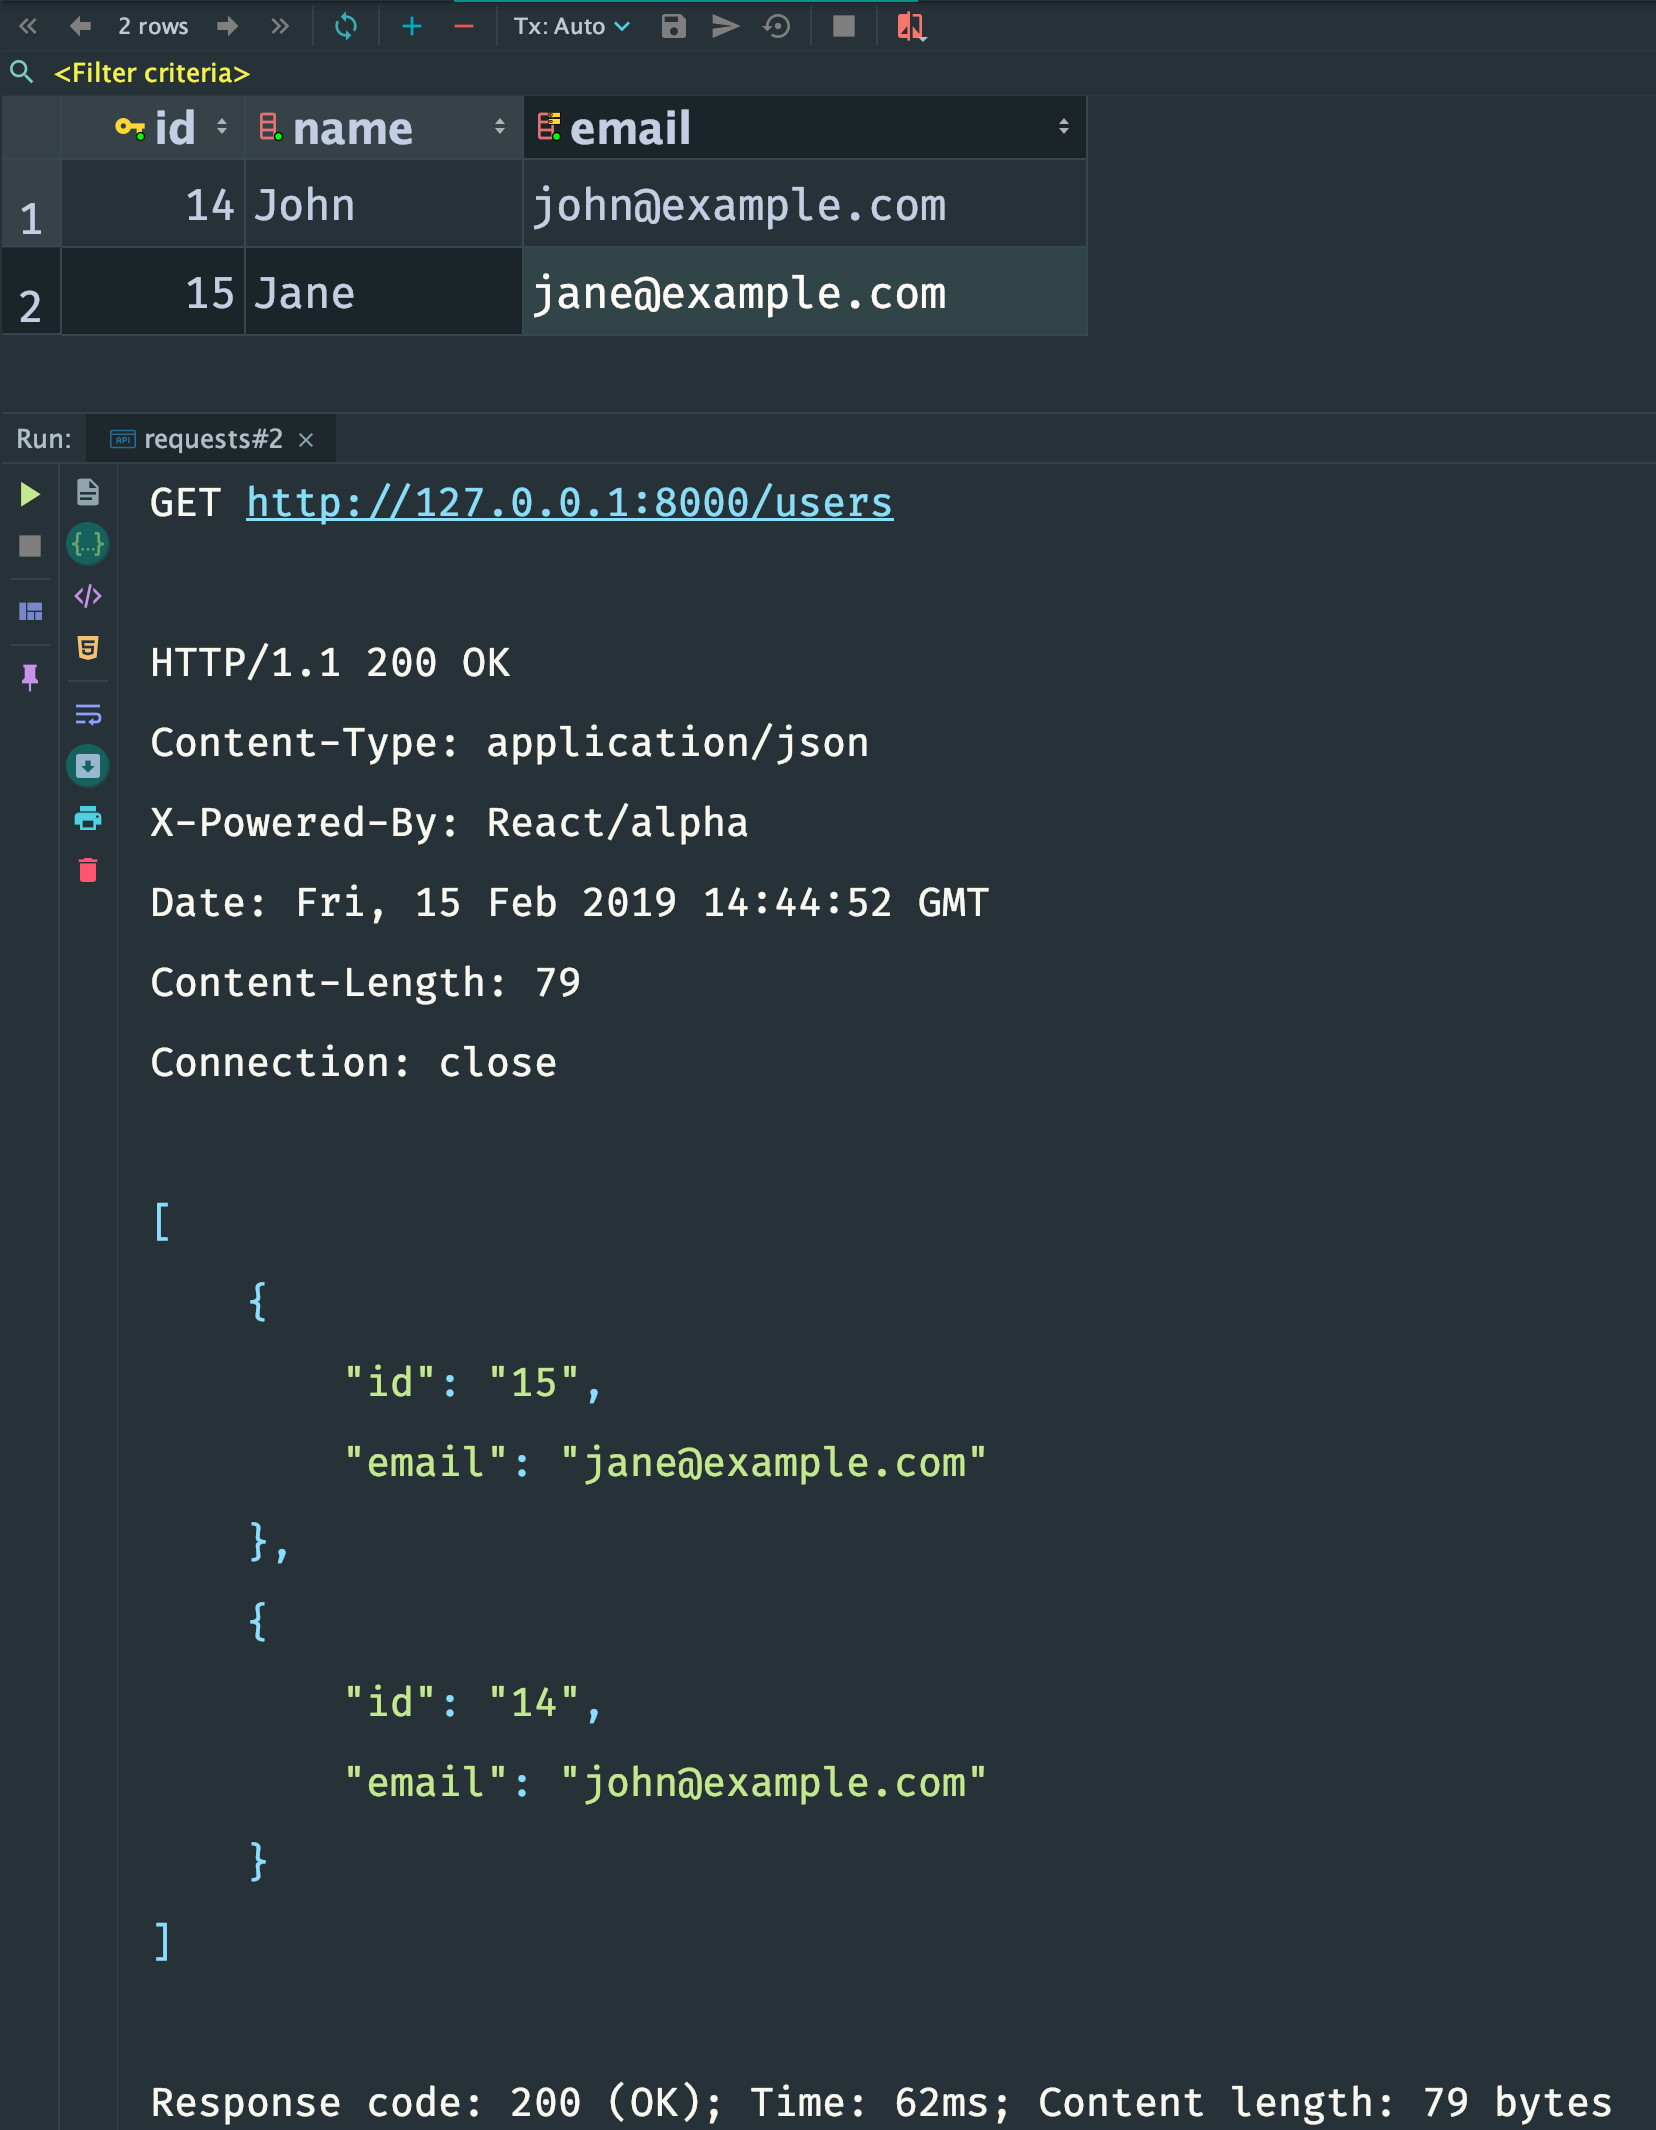 2 rows Tx: Auto
<Filter criteria>
id name email
1 14 John john@example.com
2 15 Jane jane@example.com
Run: API requests#2
GET http://127.0.0.1:8000/users
HTTP/1.1 200 OK
Content-Type: application/json
X-Powered-By: React/alpha
Date: Fri, 15 Feb 2019 14:44:52 GMT
Content-Length: 79
Connection: close
[
{
"id": "15",
"email": "jane@example.com"
},
{
"id": "14",
"email": "john@example.com"
}
]
Response code: 200 (OK); Time: 62ms; Content length: 79 bytes